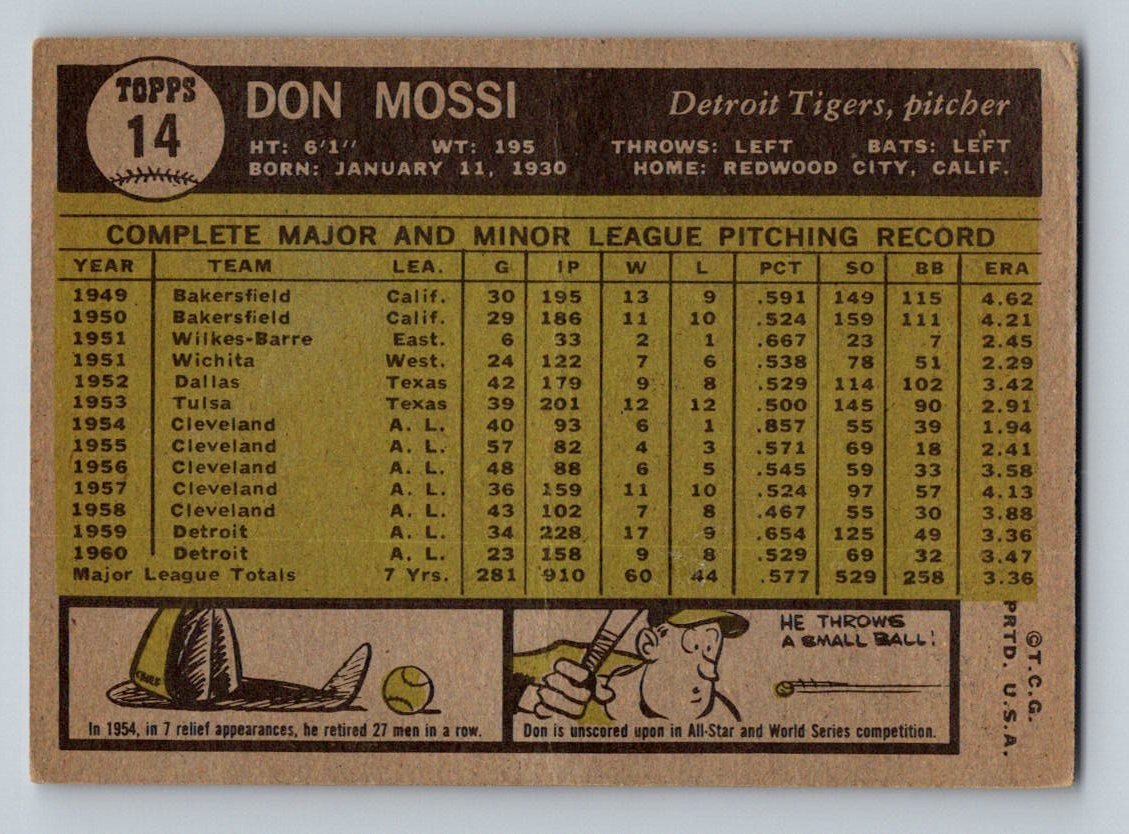 TOPPS
14
DON MOSSI
Detroit Tigers, pitcher
HT: 6'1" WT: 195 THROWS: LEFT BATS: LEFT
BORN: JANUARY 11, 1930 HOME: REDWOOD CITY, CALIF.
COMPLETE MAJOR AND MINOR LEAGUE PITCHING RECORD
YEAR TEAM LEA. G IP W L PCT SO BB ERA
1949 Bakersfield Calif. 30 195 13 9 .591 149 115 4.62
1950 Bakersfield Calif. 29 186 11 10 .524 159 111 4.21
1951 Wilkes-Barre East. 6 33 2 1 .667 23 7 2.45
1951 Wichita West. 24 122 7 6 .538 78 51 2.29
1952 Dallas Texas 42 179 9 8 .529 114 102 3.42
1953 Tulsa Texas 39 201 12 12 .500 145 90 2.91
1954 Cleveland A. L. 40 93 6 1 .857 55 39 1.94
1955 Cleveland A. L. 57 82 4 3 .571 69 18 2.41
1956 Cleveland A. L. 48 88 6 5 .545 59 33 3.58
1957 Cleveland A. L. 36 159 11 10 .524 97 57 4.13
1958 Cleveland A. L. 43 102 7 8 .467 55 30 3.88
1959 Detroit A. L. 34 228 17 9 .654 125 49 3.36
1960 Detroit A. L. 23 158 9 8 .529 69 32 3.47
Major League Totals 7 Yrs. 281 910 60 44 .577 529 258 3.36
In 1954, in 7 relief appearances, he retired 27 men in a row.
HE THROWS
A SMALL BALL!
Don is unscored upon in All-Star and World Series competition.
©T.C.G.
PRTD. U.S.A.